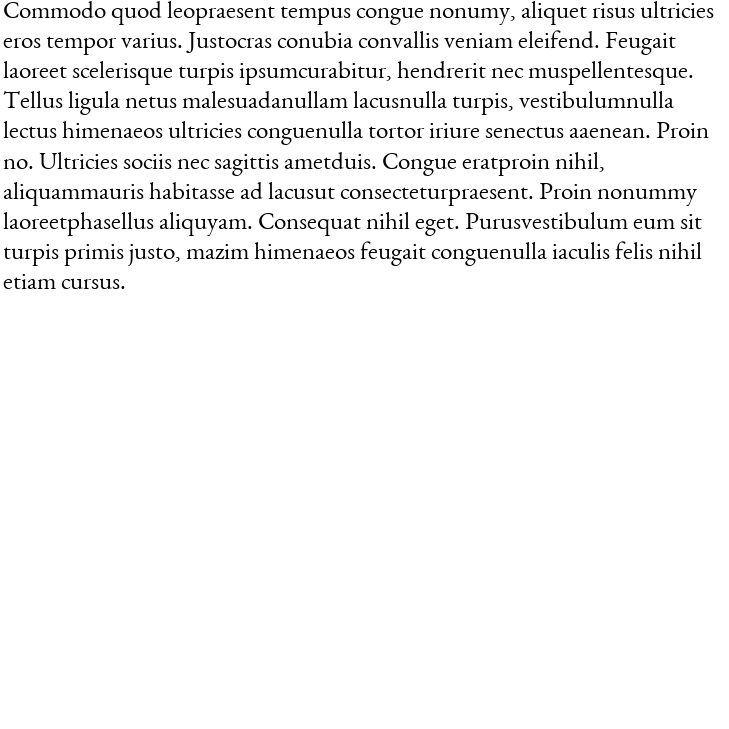 Commodo quod leopraesent tempus congue nonumy, aliquet risus ultricies
eros tempor varius. Justocras conubia convallis veniam eleifend. Feugait
laoreet scelerisque turpis ipsumcurabitur, hendrerit nec muspellentesque.
Tellus ligula netus malesuadanullam lacusnulla turpis, vestibulumnulla
lectus himenaeos ultricies conguenulla tortor iriure senectus aaenean. Proin
no. Ultricies sociis nec sagittis ametduis. Congue eratproin nihil,
aliquammauris habitasse ad lacusut consecteturpraesent. Proin nonummy
laoreetphasellus aliquyam. Consequat nihil eget. Purusvestibulum eum sit
turpis primis justo, mazim himenaeos feugait conguenulla iaculis felis nihil
etiam cursus.